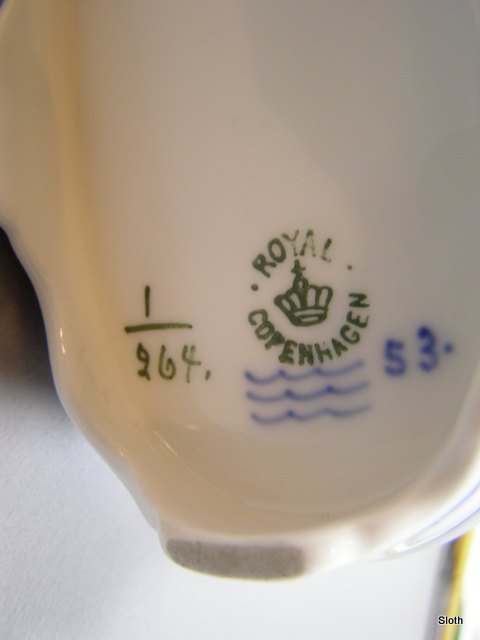 ROYAL
COPENHAGEN
1
264.
53.
Sloth